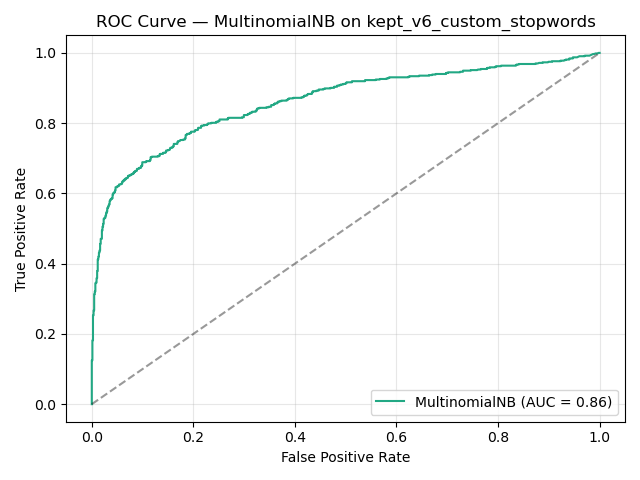 ROC Curve — MultinomialNB on kept_v6_custom_stopwords
True Positive Rate
1.0
0.8
0.6
0.4
0.2
0.0
MultinomialNB (AUC = 0.86)
0.0 0.2 0.4 0.6 0.8 1.0
False Positive Rate